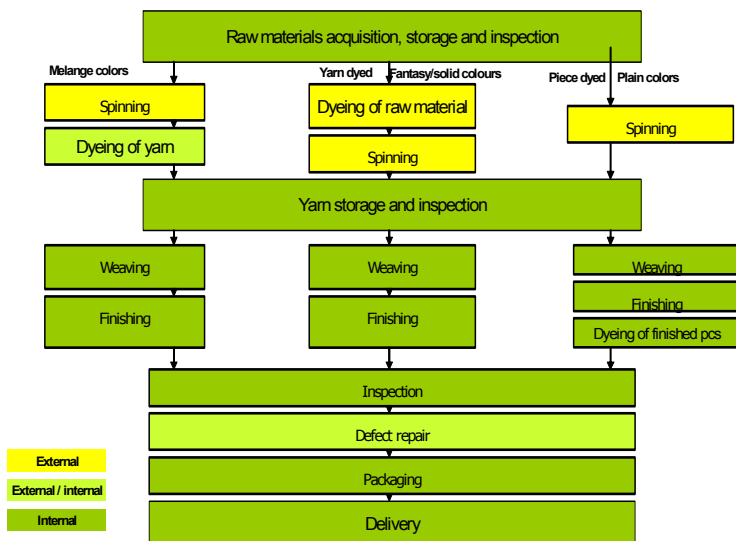 Raw materials acquisition, storage and inspection
Melange colors
Yarn dyed
Fantasy/solid colours
Piece dyed
Plain colors
Spinning
Dyeing of raw material
Spinning
Dyeing of yarn
Spinning
Yarn storage and inspection
Weaving
Weaving
Weaving
Finishing
Finishing
Finishing
Dyeing of finished pcs
Inspection
Defect repair
Packaging
Delivery
External
External / internal
Internal